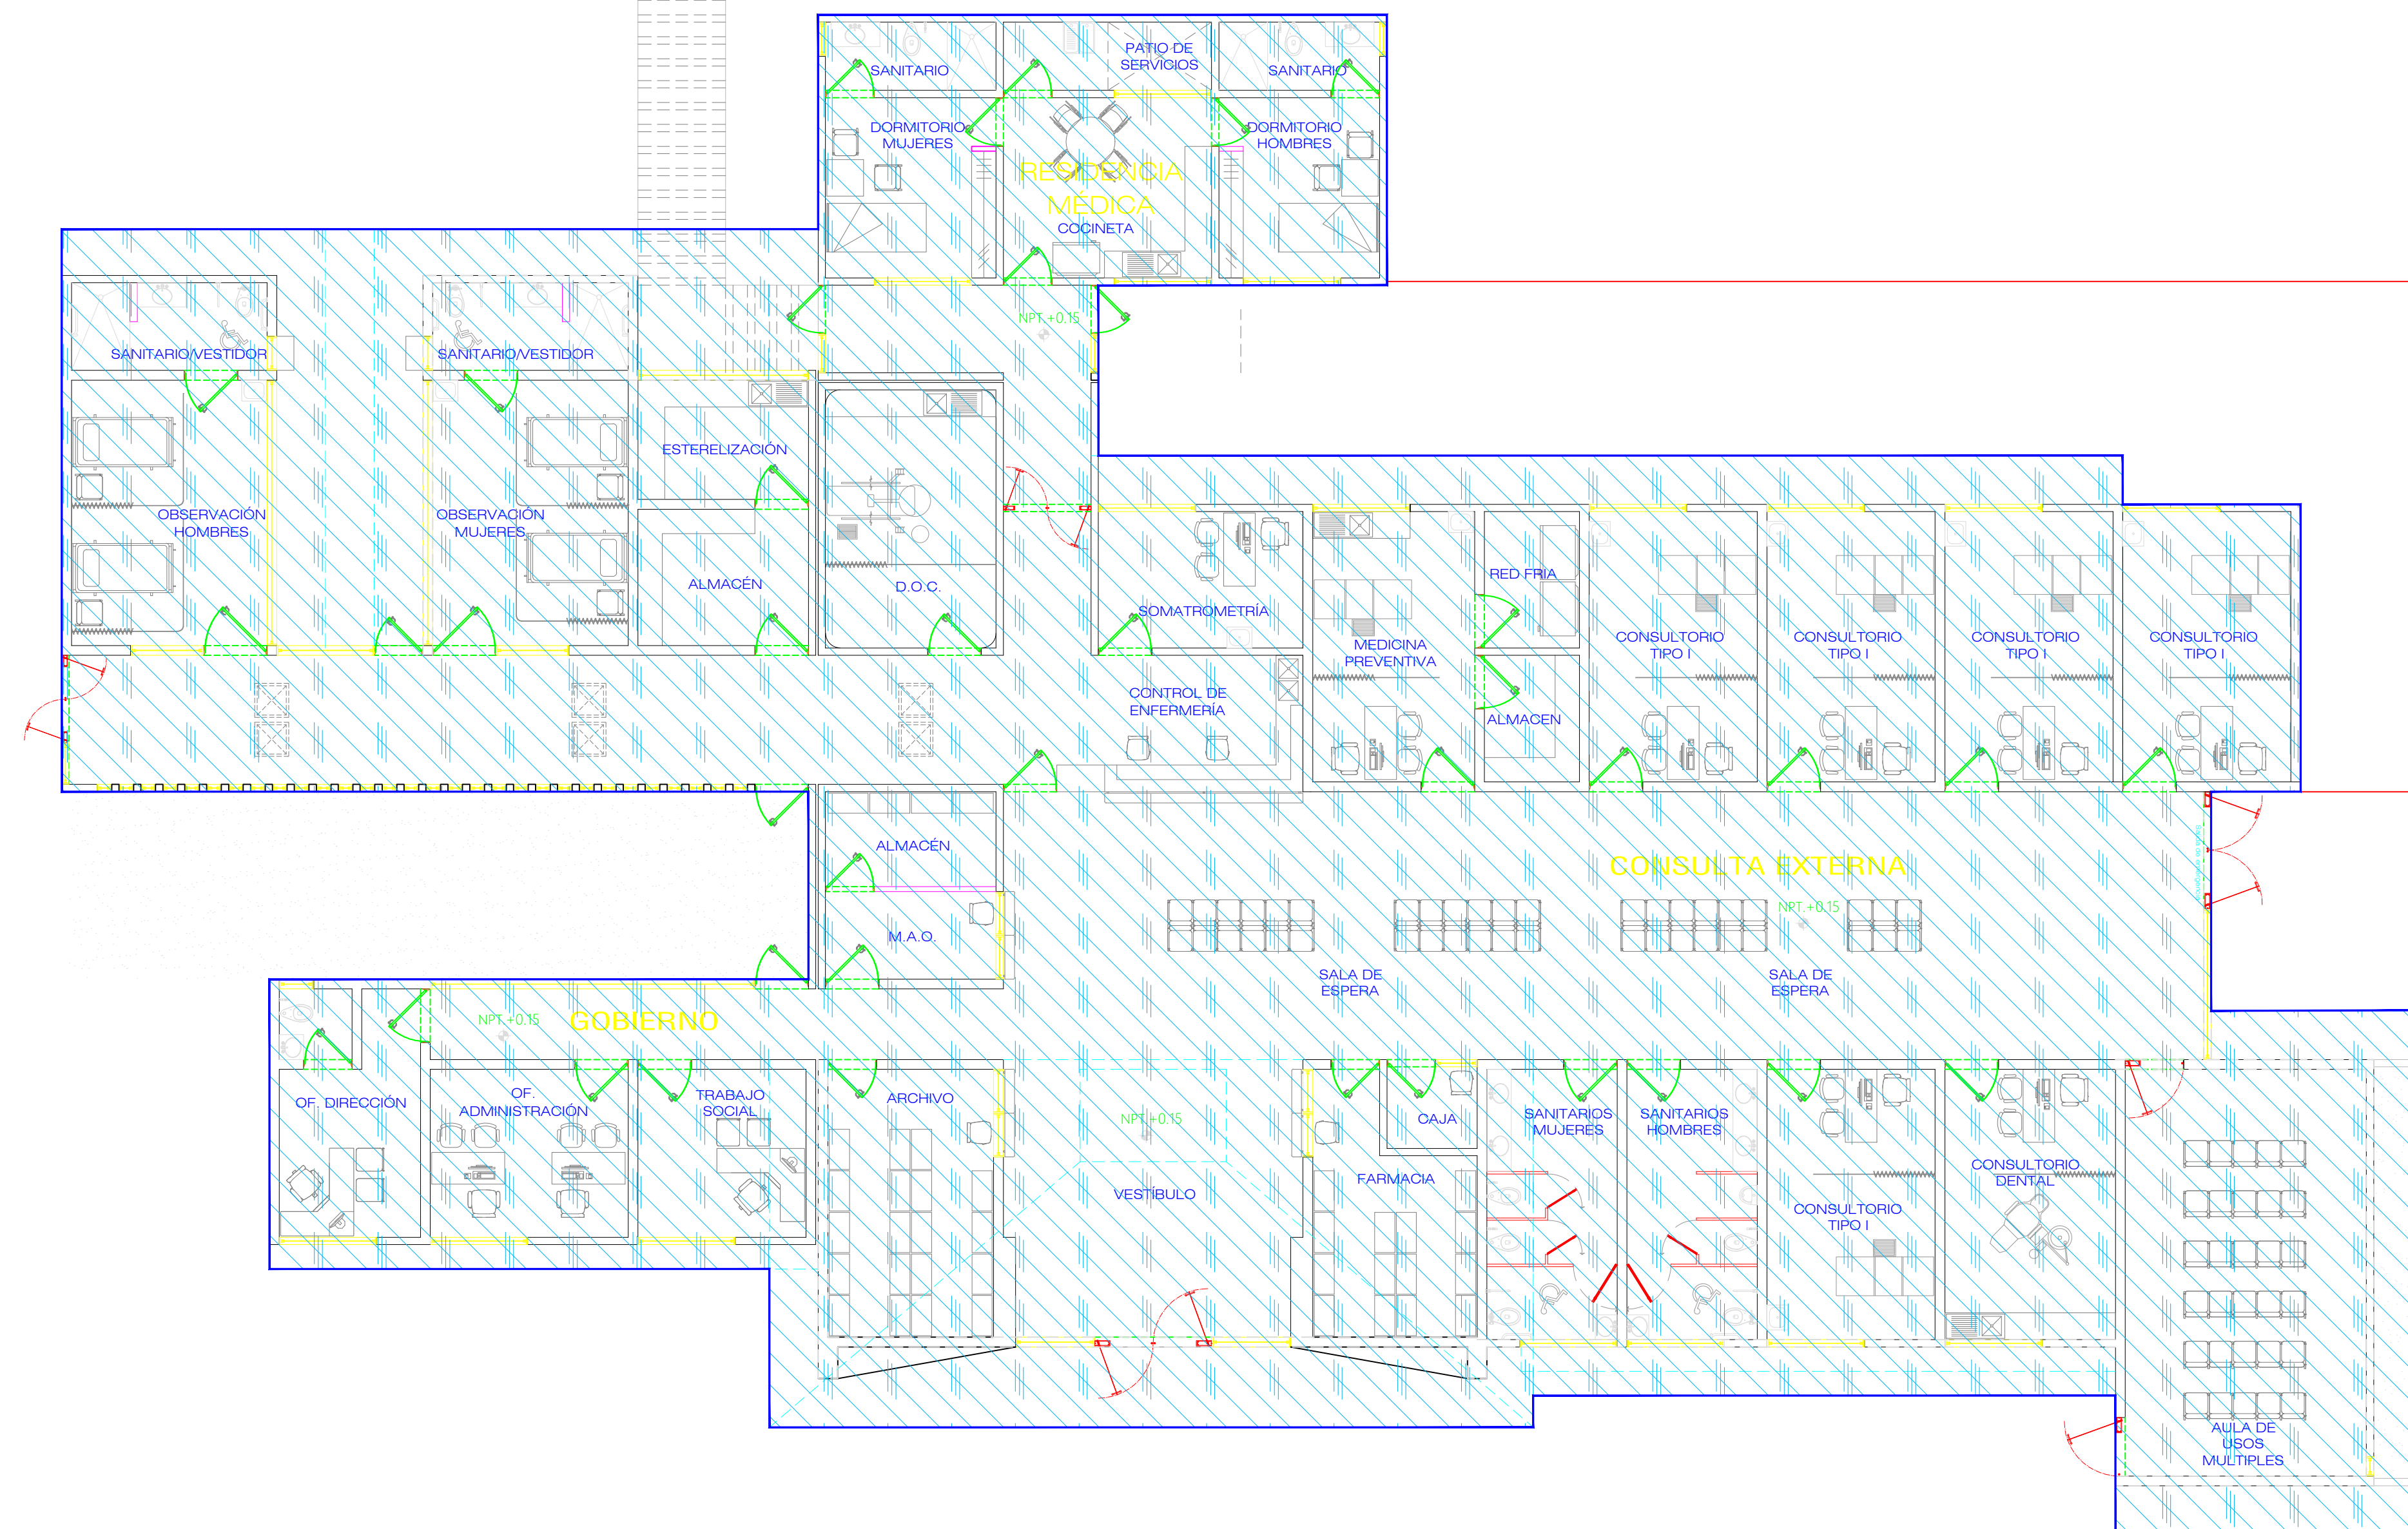 PATIO DE
SERVICIOS
SANITARIO
SANITARIO
DORMITORIO
MUJERES
DORMITORIO
HOMBRES
RESIDENCIA
MÉDICA
COCINETA
NPT.+0.15
SANITARIO/VESTIDOR
SANITARIO/VESTIDOR
ESTERELIZACIÓN
OBSERVACIÓN
HOMBRES
OBSERVACIÓN
MUJERES
ALMACÉN
D.O.C.
SOMATROMETRÍA
RED FRIA
MEDICINA
PREVENTIVA
CONSULTORIO
TIPO I
CONSULTORIO
TIPO I
CONSULTORIO
TIPO I
CONSULTORIO
TIPO I
CONTROL DE
ENFERMERÍA
ALMACEN
ALMACÉN
CONSULTA EXTERNA
NPT.+0.15
M.A.O.
SALA DE
ESPERA
SALA DE
ESPERA
NPT.+0.15
GOBIERNO
OF. DIRECCIÓN
OF.
ADMINISTRACIÓN
TRABAJO
SOCIAL
ARCHIVO
NPT.+0.15
CAJA
SANITARIOS
MUJERES
SANITARIOS
HOMBRES
VESTÍBULO
FARMACIA
CONSULTORIO
TIPO I
CONSULTORIO
DENTAL
AULA DE
USOS
MULTIPLES